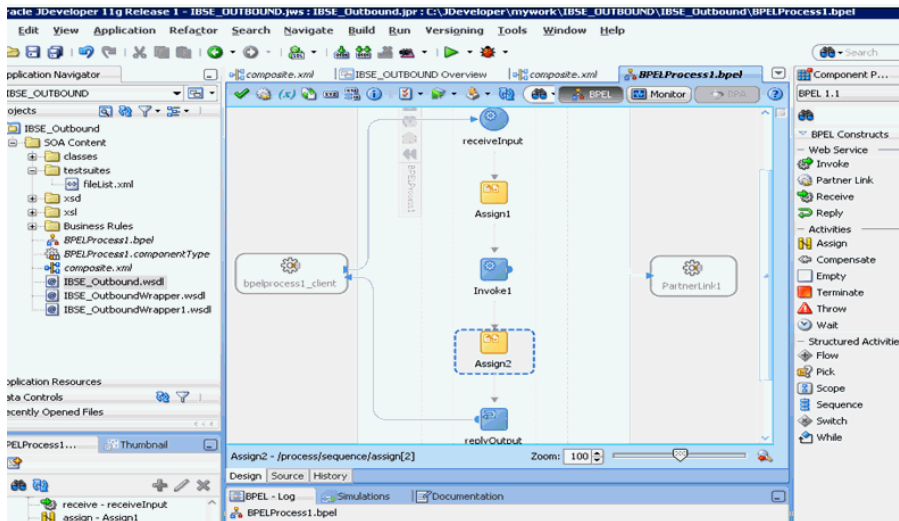 racle JDeveloper 11g Release 1 - IBSE_OUTBOUND.jws : IBSE_Outbound.jpr : C:\JDeveloper\mywork\IBSE_OUTBOUND\IBSE_Outbound\BPELProcess1.bpel
Edit View Application Refactor Search Navigate Build Run Versioning Tools Window Help
Search
pplication Navigator
composite.xml
IBSE_OUTBOUND Overview
composite.xml
BPELProcess1.bpel
Component P...
IBSE_OUTBOUND
BPEL
Monitor
BPA
BPEL 1.1
ojects
IBSE_Outbound
SOA Content
classes
testsuites
fileList.xml
xsd
xsl
Business Rules
BPELProcess1.bpel
BPELProcess1.componentType
composite.xml
IBSE_Outbound.wsdl
IBSE_OutboundWrapper.wsdl
IBSE_OutboundWrapper1.wsdl
pplication Resources
ata Controls
ecently Opened Files
PELProcess1...
Thumbnail
receive - receiveInput
assign - Assign1
BPELProcess1
receiveInput
Assign1
bpelprocess1_client
Invoke1
PartnerLink1
Assign2
replyOutput
Assign2 - /process/sequence/assign[2]
Zoom: 100
Design Source History
BPEL - Log
Simulations
Documentation
BPELProcess1.bpel
BPEL Constructs
Web Service
Invoke
Partner Link
Receive
Reply
Activities
Assign
Compensate
Empty
Terminate
Throw
Wait
Structured Activitie
Flow
Pick
Scope
Sequence
Switch
While